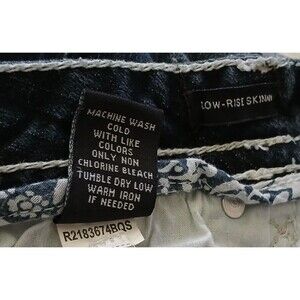 LOW-RISE SKINNY
MACHINE WASH
COLD
WITH LIKE
COLORS
ONLY NON
CHLORINE BLEACH
TUMBLE DRY LOW
WARM IRON
IF NEEDED
R2183674BQS